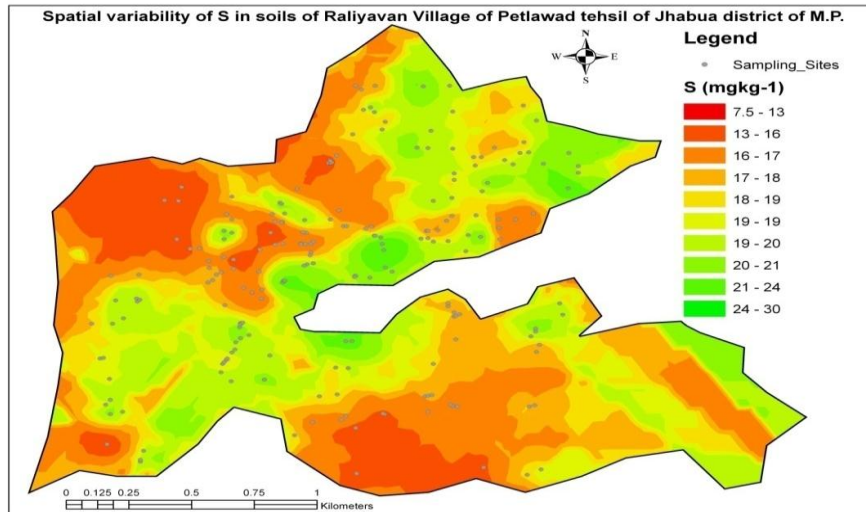 Spatial variability of S in soils of Raliyavan Village of Petlawad tehsil of Jhabua district of M.P.
N
W E
S
Legend
Sampling_Sites
S (mgkg-1)
7.5 - 13
13 - 16
16 - 17
17 - 18
18 - 19
19 - 19
19 - 20
20 - 21
21 - 24
24 - 30
0 0.125 0.25 0.5 0.75 1
Kilometers